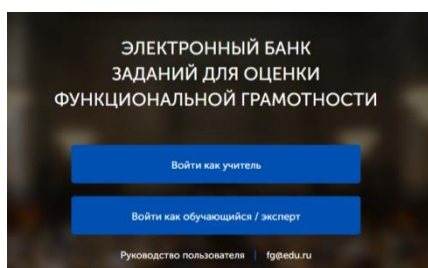 ЭЛЕКТРОННЫЙ БАНК
ЗАДАНИЙ ДЛЯ ОЦЕНКИ
ФУНКЦИОНАЛЬНОЙ ГРАМОТНОСТИ
Войти как учитель
Войти как обучающийся / эксперт
Руководство пользователя | fg@edu.ru